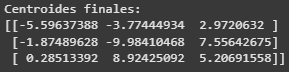 Centroides finales:
[[-5.59637388 -3.77444934  2.9720632 ]
 [-1.87489628 -9.98410468  7.55642675]
 [ 0.28513392  8.92425092  5.20691558]]